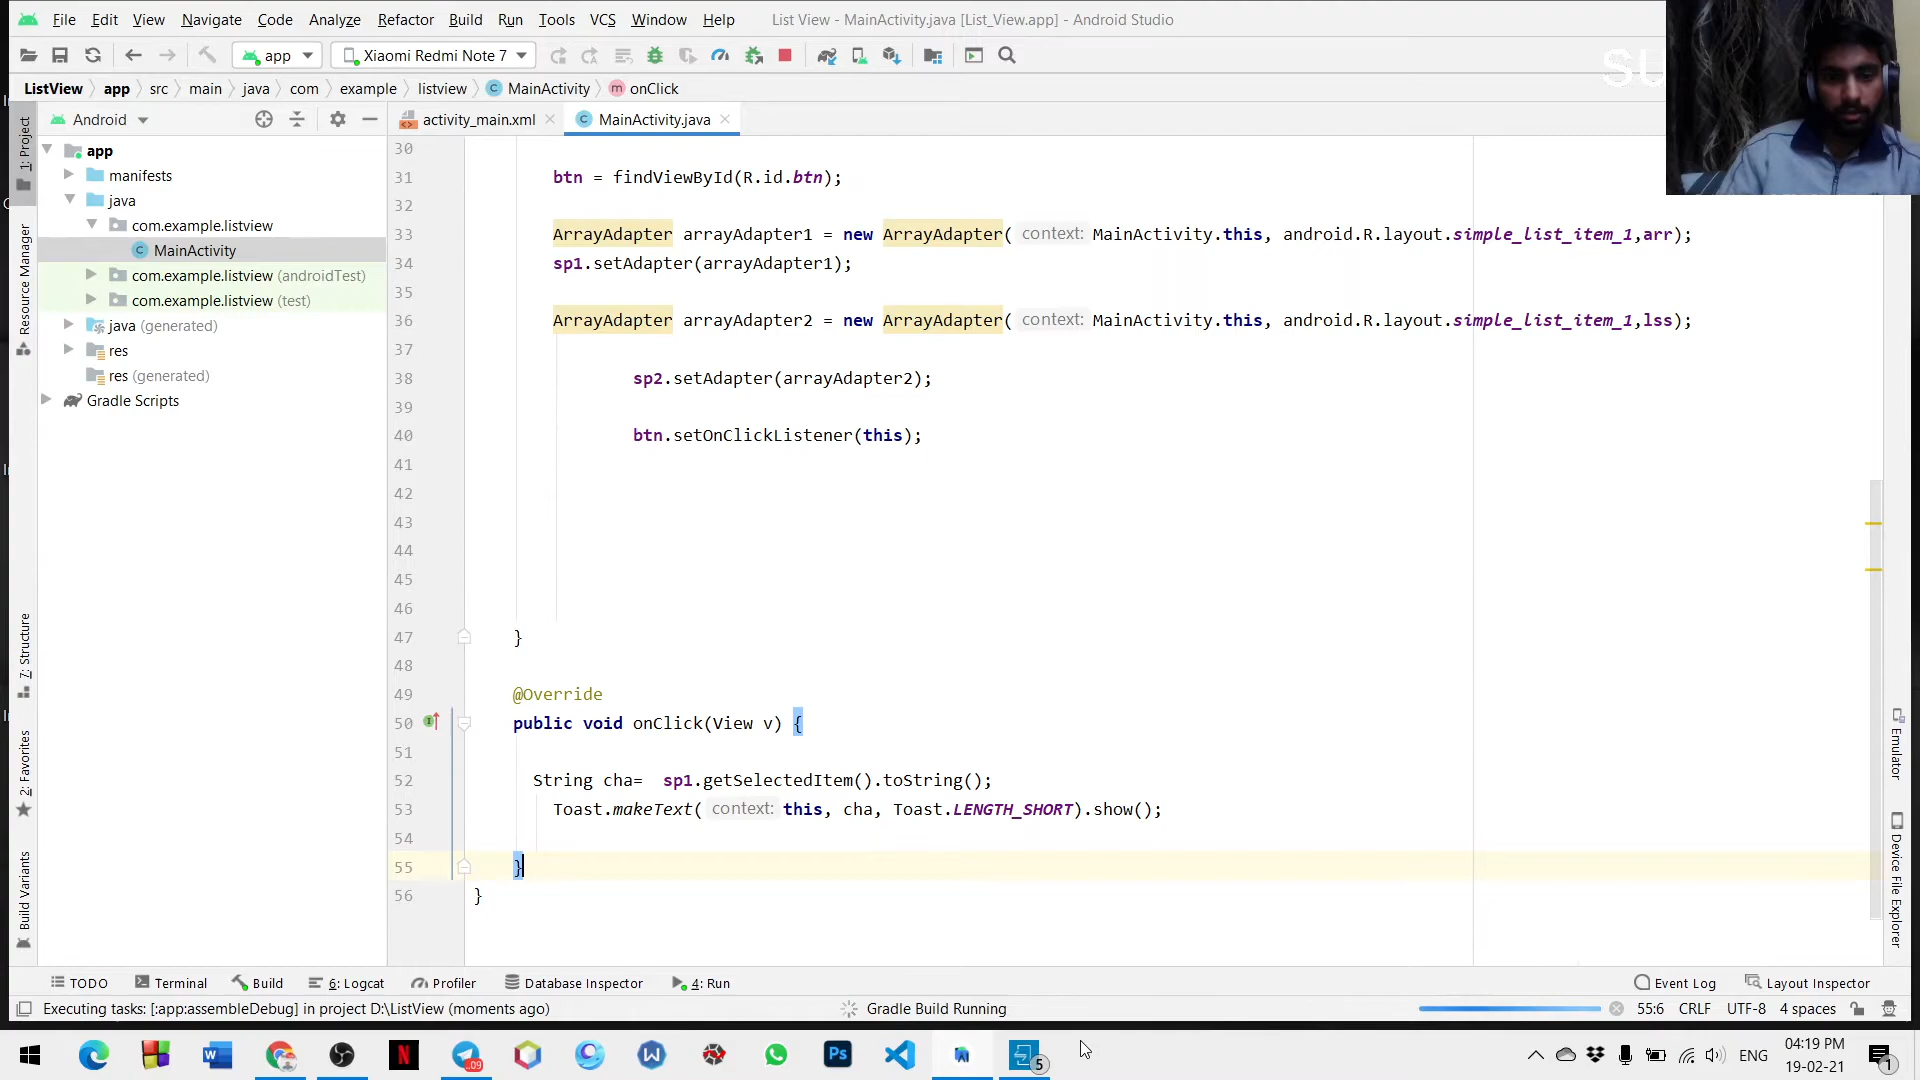 File Edit View Navigate Code Analyze Refactor Build Run Tools VCS Window Help List View - MainActivity.java [List_View.app] - Android Studio
app Xiaomi Redmi Note 7
SU
ListView app src main java com example listview MainActivity onClick
Android
activity_main.xml MainActivity.java
1: Project
Resource Manager
7: Structure
2: Favorites
Build Variants
app
manifests
java
com.example.listview
MainActivity
com.example.listview (androidTest)
com.example.listview (test)
java (generated)
res
res (generated)
Gradle Scripts
30
31 btn = findViewById(R.id.btn);
32
33 ArrayAdapter arrayAdapter1 = new ArrayAdapter( context: MainActivity.this, android.R.layout.simple_list_item_1,arr);
34 sp1.setAdapter(arrayAdapter1);
35
36 ArrayAdapter arrayAdapter2 = new ArrayAdapter( context: MainActivity.this, android.R.layout.simple_list_item_1,lss);
37
38 sp2.setAdapter(arrayAdapter2);
39
40 btn.setOnClickListener(this);
41
42
43
44
45
46
47 }
48
49 @Override
50 public void onClick(View v) {
51
52 String cha= sp1.getSelectedItem().toString();
53 Toast.makeText( context: this, cha, Toast.LENGTH_SHORT).show();
54
55 }
56 }
Emulator
Device File Explorer
TODO Terminal Build 6: Logcat Profiler Database Inspector 4: Run Event Log Layout Inspector
Executing tasks: [:app:assembleDebug] in project D:\ListView (moments ago) Gradle Build Running 55:6 CRLF UTF-8 4 spaces
W 09 Ps 5 ENG 04:19 PM
19-02-21 1